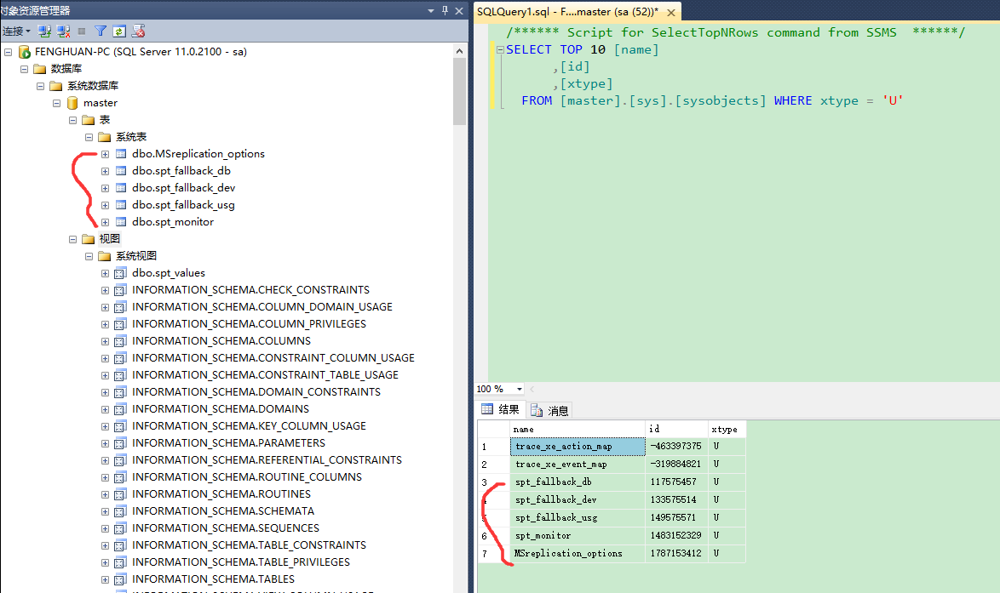 对象资源管理器
连接
FENGHUAN-PC (SQL Server 11.0.2100 - sa)
数据库
系统数据库
master
表
系统表
dbo.MSreplication_options
dbo.spt_fallback_db
dbo.spt_fallback_dev
dbo.spt_fallback_usg
dbo.spt_monitor
视图
系统视图
dbo.spt_values
INFORMATION_SCHEMA.CHECK_CONSTRAINTS
INFORMATION_SCHEMA.COLUMN_DOMAIN_USAGE
INFORMATION_SCHEMA.COLUMN_PRIVILEGES
INFORMATION_SCHEMA.COLUMNS
INFORMATION_SCHEMA.CONSTRAINT_COLUMN_USAGE
INFORMATION_SCHEMA.CONSTRAINT_TABLE_USAGE
INFORMATION_SCHEMA.DOMAIN_CONSTRAINTS
INFORMATION_SCHEMA.DOMAINS
INFORMATION_SCHEMA.KEY_COLUMN_USAGE
INFORMATION_SCHEMA.PARAMETERS
INFORMATION_SCHEMA.REFERENTIAL_CONSTRAINTS
INFORMATION_SCHEMA.ROUTINE_COLUMNS
INFORMATION_SCHEMA.ROUTINES
INFORMATION_SCHEMA.SCHEMATA
INFORMATION_SCHEMA.SEQUENCES
INFORMATION_SCHEMA.TABLE_CONSTRAINTS
INFORMATION_SCHEMA.TABLE_PRIVILEGES
INFORMATION_SCHEMA.TABLES
SQLQuery1.sql - F....master (sa (52))*
/****** Script for SelectTopNRows command from SSMS  ******/
SELECT TOP 10 [name]
,[id]
,[xtype]
FROM [master].[sys].[sysobjects] WHERE xtype = 'U'
100 %
结果 消息
name id xtype
1 trace_xe_action_map -463397375 U
2 trace_xe_event_map -319884821 U
3 spt_fallback_db 117575457 U
spt_fallback_dev 133575514 U
spt_fallback_usg 149575571 U
6 spt_monitor 1483152329 U
7 MSreplication_options 1787153412 U